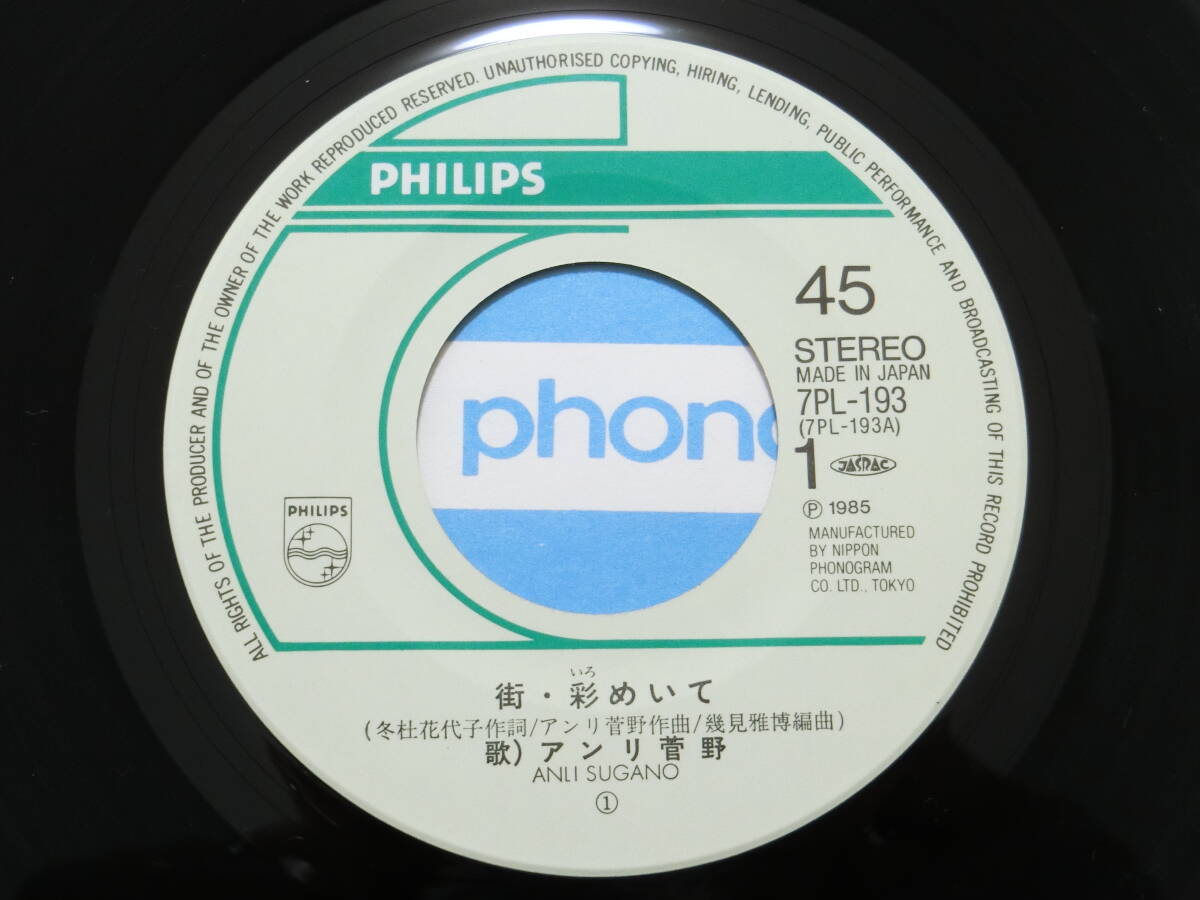 ALL RIGHTS OF THE PRODUCER AND OF THE OWNER OF THE WORK REPRODUCED RESERVED. UNAUTHORISED COPYING, HIRING, LENDING, PUBLIC PERFORMANCE AND BROADCASTING OF THIS RECORD PROHIBITED
PHILIPS
45
STEREO
MADE IN JAPAN
7PL-193
(7PL-193A)
1 JASRAC
Ⓟ 1985
MANUFACTURED
BY NIPPON
PHONOGRAM
CO. LTD., TOKYO
phono
PHILIPS
いろ
街・彩めいて
(冬杜花代子作詞/アンリ菅野作曲/幾見雅博編曲)
歌)アンリ菅野
ANLI SUGANO
①